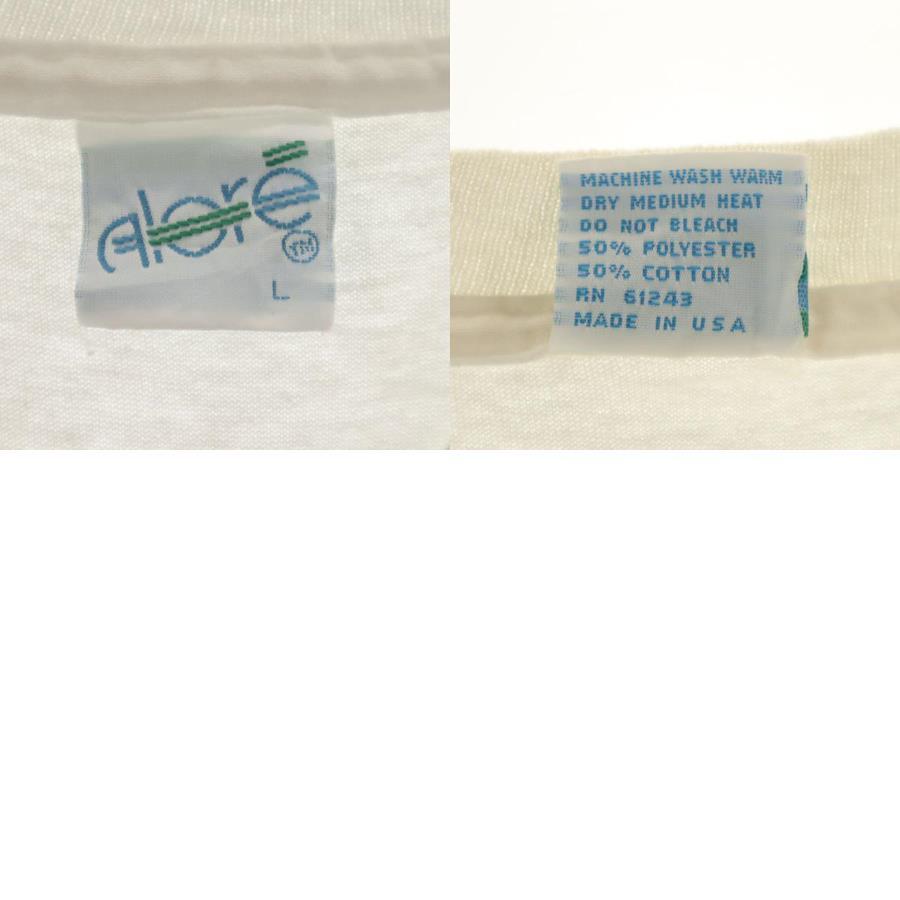 aloré
TM
L
MACHINE WASH WARM
DRY MEDIUM HEAT
DO NOT BLEACH
50% POLYESTER
50% COTTON
RN 61243
MADE IN USA